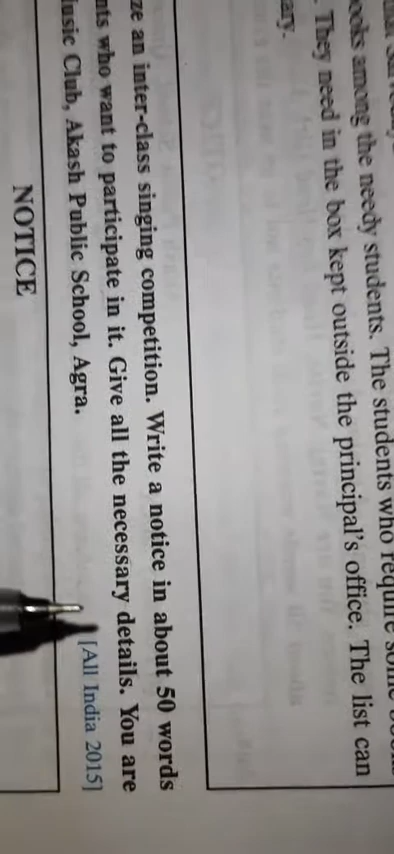 books among the needy students. The students who require some books
. They need in the box kept outside the principal's office. The list can
ary.
ze an inter-class singing competition. Write a notice in about 50 words
nts who want to participate in it. Give all the necessary details. You are
Music Club, Akash Public School, Agra.
[All India 2015]
NOTICE